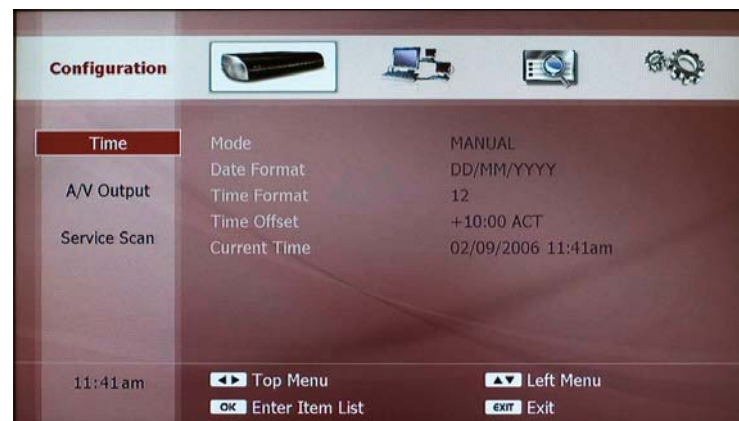 Configuration
Time
A/V Output
Service Scan
Mode MANUAL
Date Format DD/MM/YYYY
Time Format 12
Time Offset +10:00 ACT
Current Time 02/09/2006 11:41am
11:41am
Top Menu
Left Menu
OK Enter Item List
EXIT Exit